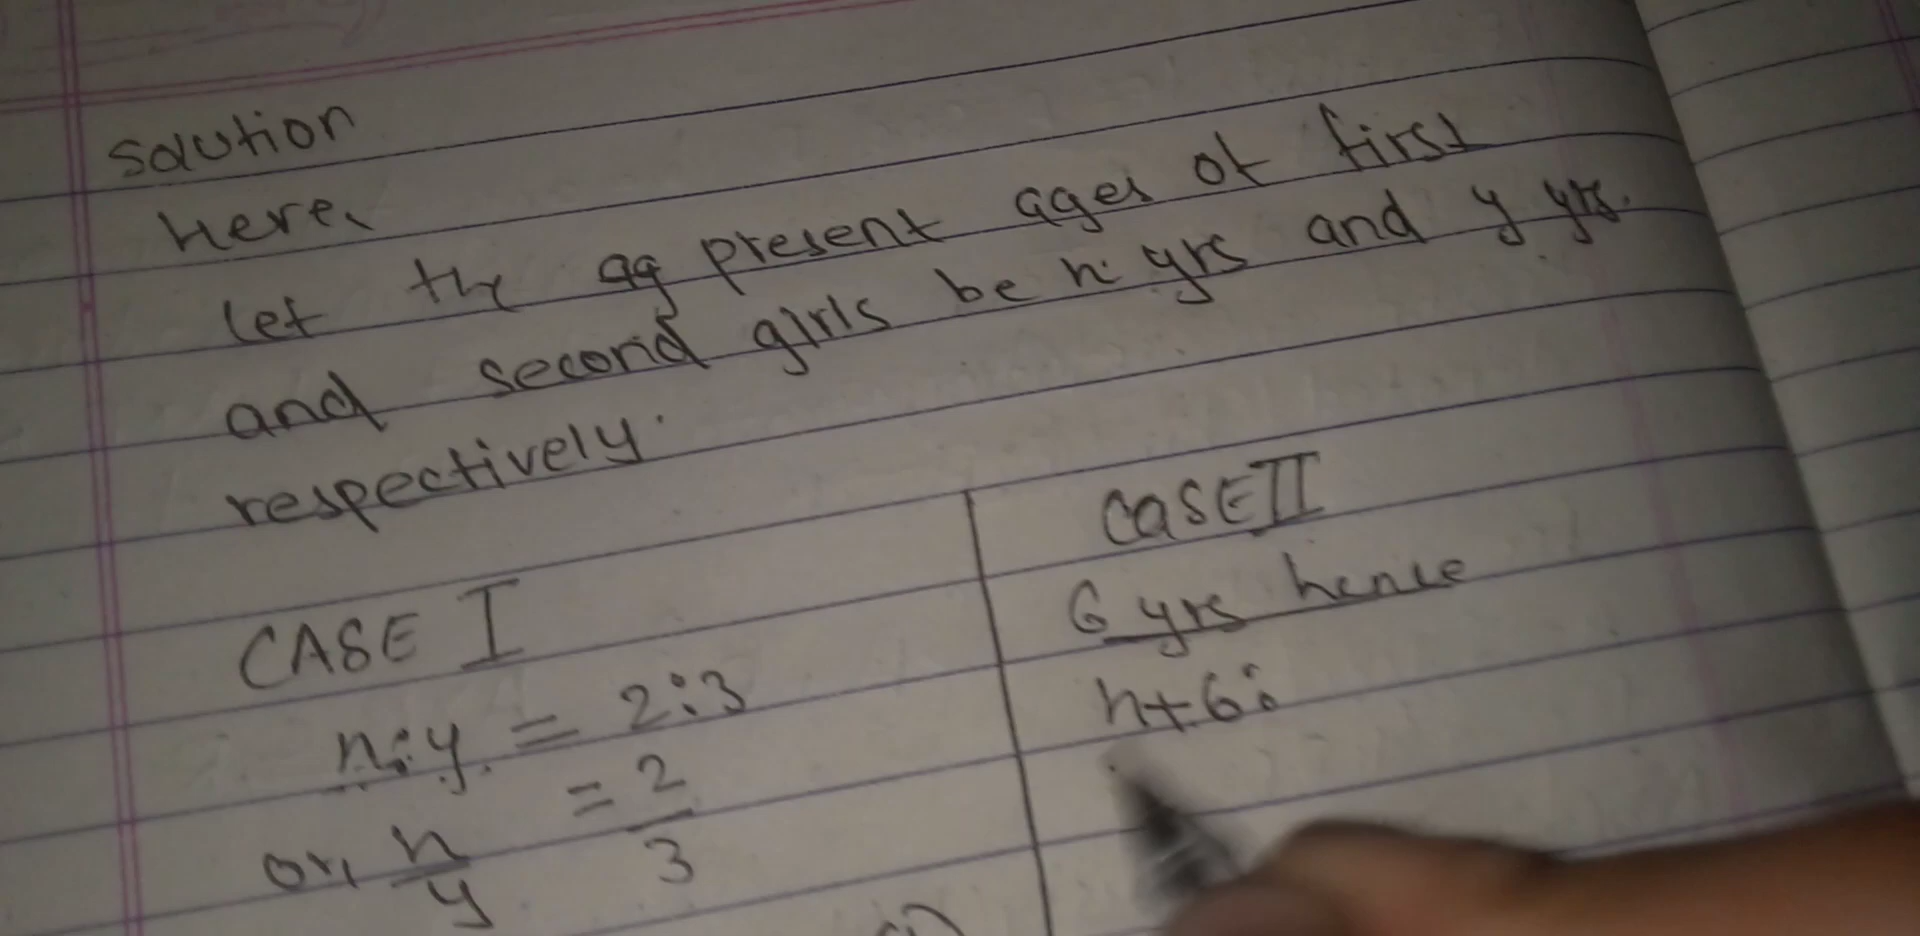 Solution
here,
let the ag present ages of first
and second girls be x yrs and y yrs.
respectively.
CASE I
x:y = 2:3
or, x/y = 2/3
CASE II
6 yrs hence
x+6: